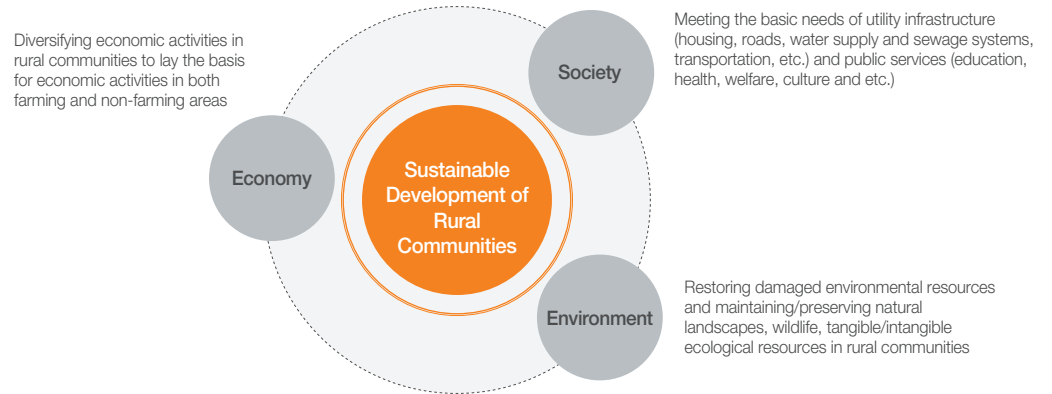 Diversifying economic activities in
rural communities to lay the basis
for economic activities in both
farming and non-farming areas
Economy
Society
Meeting the basic needs of utility infrastructure
(housing, roads, water supply and sewage systems,
transportation, etc.) and public services (education,
health, welfare, culture and etc.)
Sustainable
Development of
Rural
Communities
Environment
Restoring damaged environmental resources
and maintaining/preserving natural
landscapes, wildlife, tangible/intangible
ecological resources in rural communities